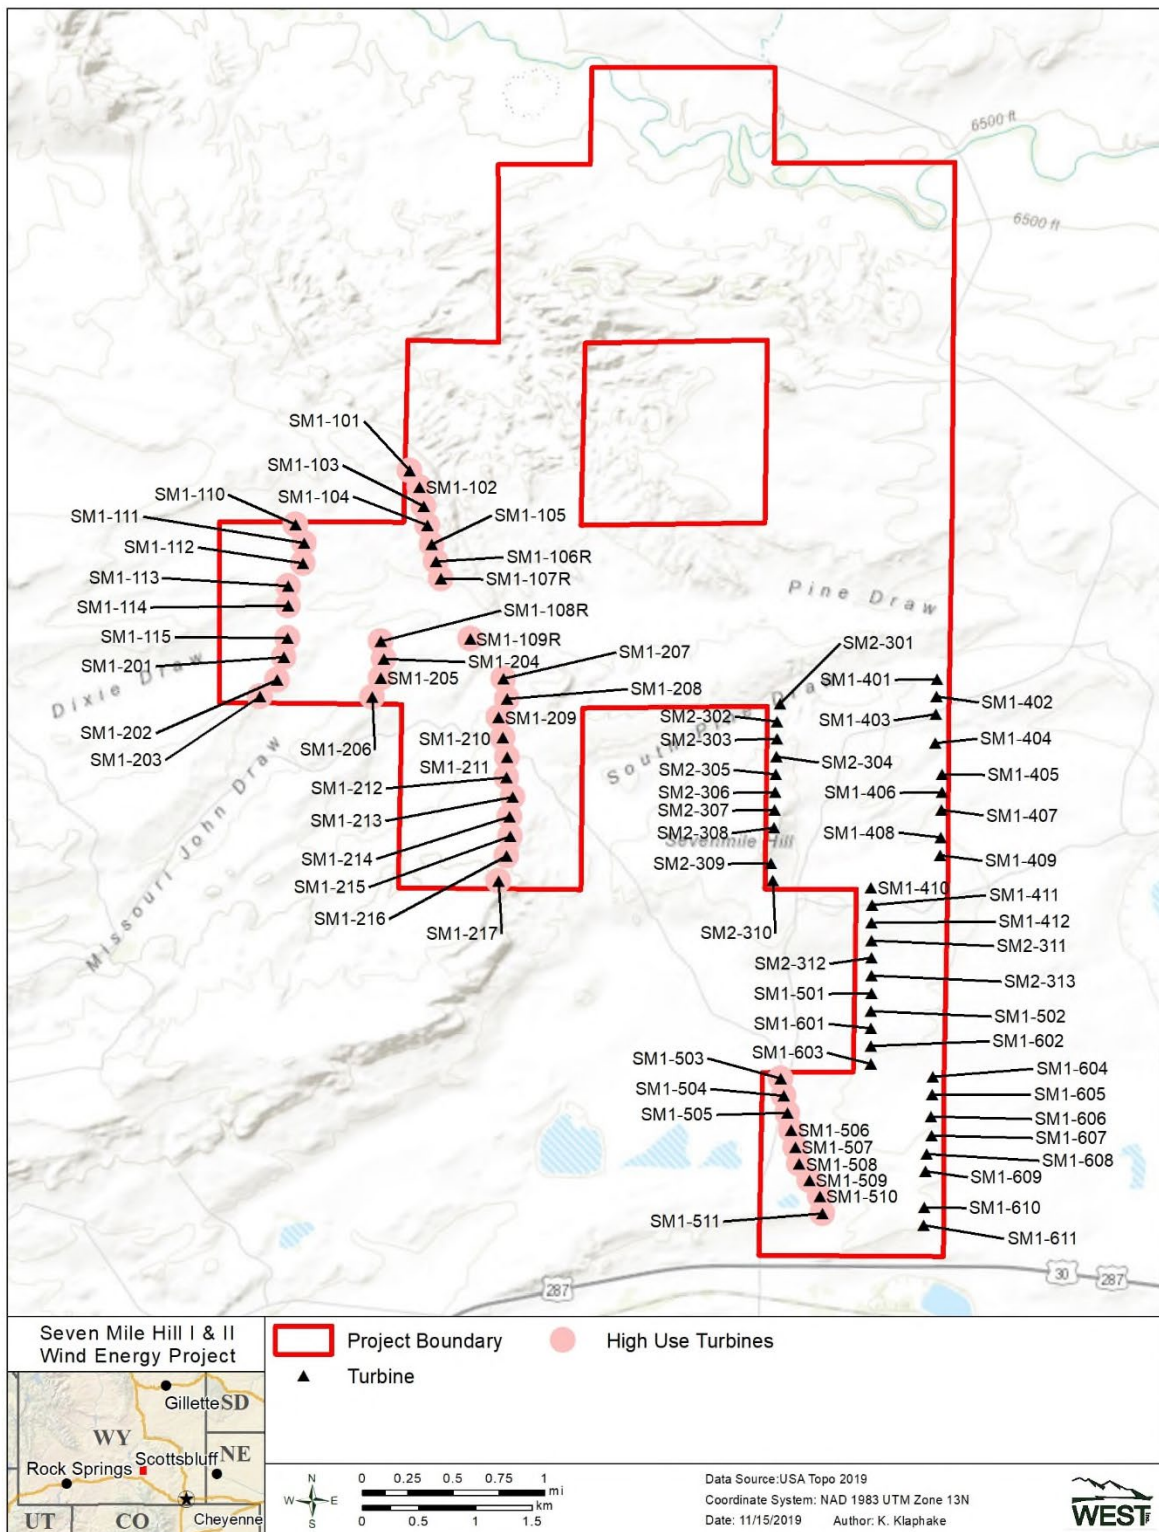 6500 ft
6500 ft
SM1-101
SM1-103
SM1-102
SM1-110
SM1-104
SM1-111
SM1-105
SM1-112
SM1-106R
SM1-113
SM1-107R
SM1-114
Pine Draw
SM1-108R
SM1-115
SM1-109R
SM2-301
SM1-201
SM1-204
SM1-207
SM1-401
Dixie Draw
SM1-205
SM1-208
SM1-402
SM1-202
SM1-209
SM2-302
SM1-403
SM1-203
SM1-206
SM1-210
SM2-303
SM1-404
South Pine Draw
SM1-211
SM2-304
SM2-305
SM1-405
SM1-212
SM2-306
SM1-406
SM1-213
SM2-307
SM1-407
Missouri John Draw
SM2-308
SM1-408
Sevenmile Hill
SM1-214
SM2-309
SM1-409
SM1-215
SM1-410
SM1-411
SM1-216
SM1-412
SM1-217
SM2-310
SM2-311
SM2-312
SM2-313
SM1-501
SM1-502
SM1-601
SM1-602
SM1-503
SM1-603
SM1-604
SM1-504
SM1-605
SM1-505
SM1-606
SM1-506
SM1-607
SM1-507
SM1-608
SM1-508
SM1-609
SM1-509
SM1-510
SM1-610
SM1-511
SM1-611
287
30
287
Seven Mile Hill I & II
Wind Energy Project
Project Boundary
High Use Turbines
Turbine
Gillette
SD
WY
Scottsbluff
NE
Rock Springs
UT
CO
Cheyenne
N
W
E
S
0 0.25 0.5 0.75 1
mi
km
0 0.5 1 1.5
Data Source:USA Topo 2019
Coordinate System: NAD 1983 UTM Zone 13N
Date: 11/15/2019 Author: K. Klaphake
WEST